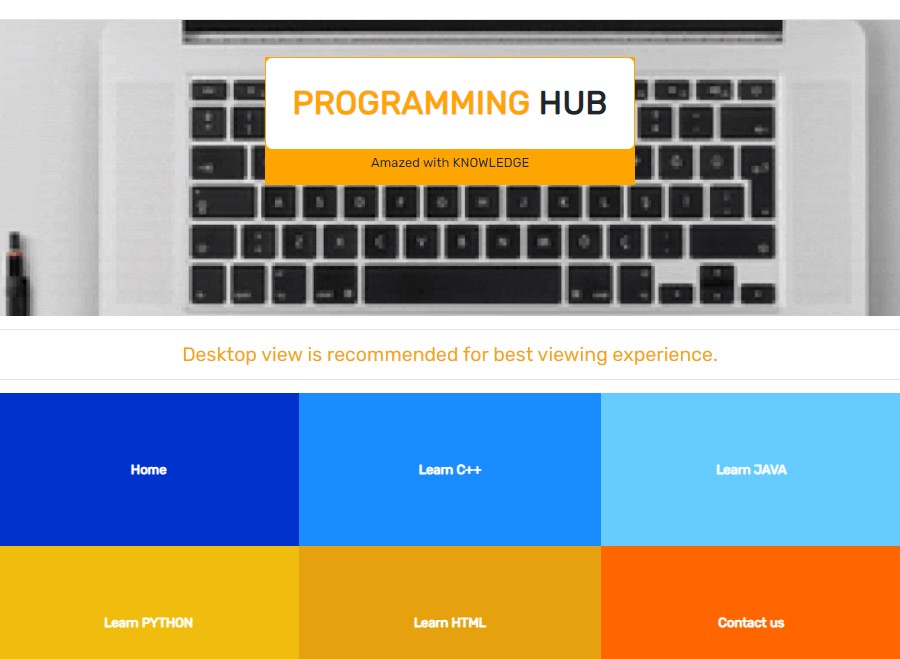 PROGRAMMING HUB
Amazed with KNOWLEDGE
Desktop view is recommended for best viewing experience.
Home
Learn C++
Learn JAVA
Learn PYTHON
Learn HTML
Contact us